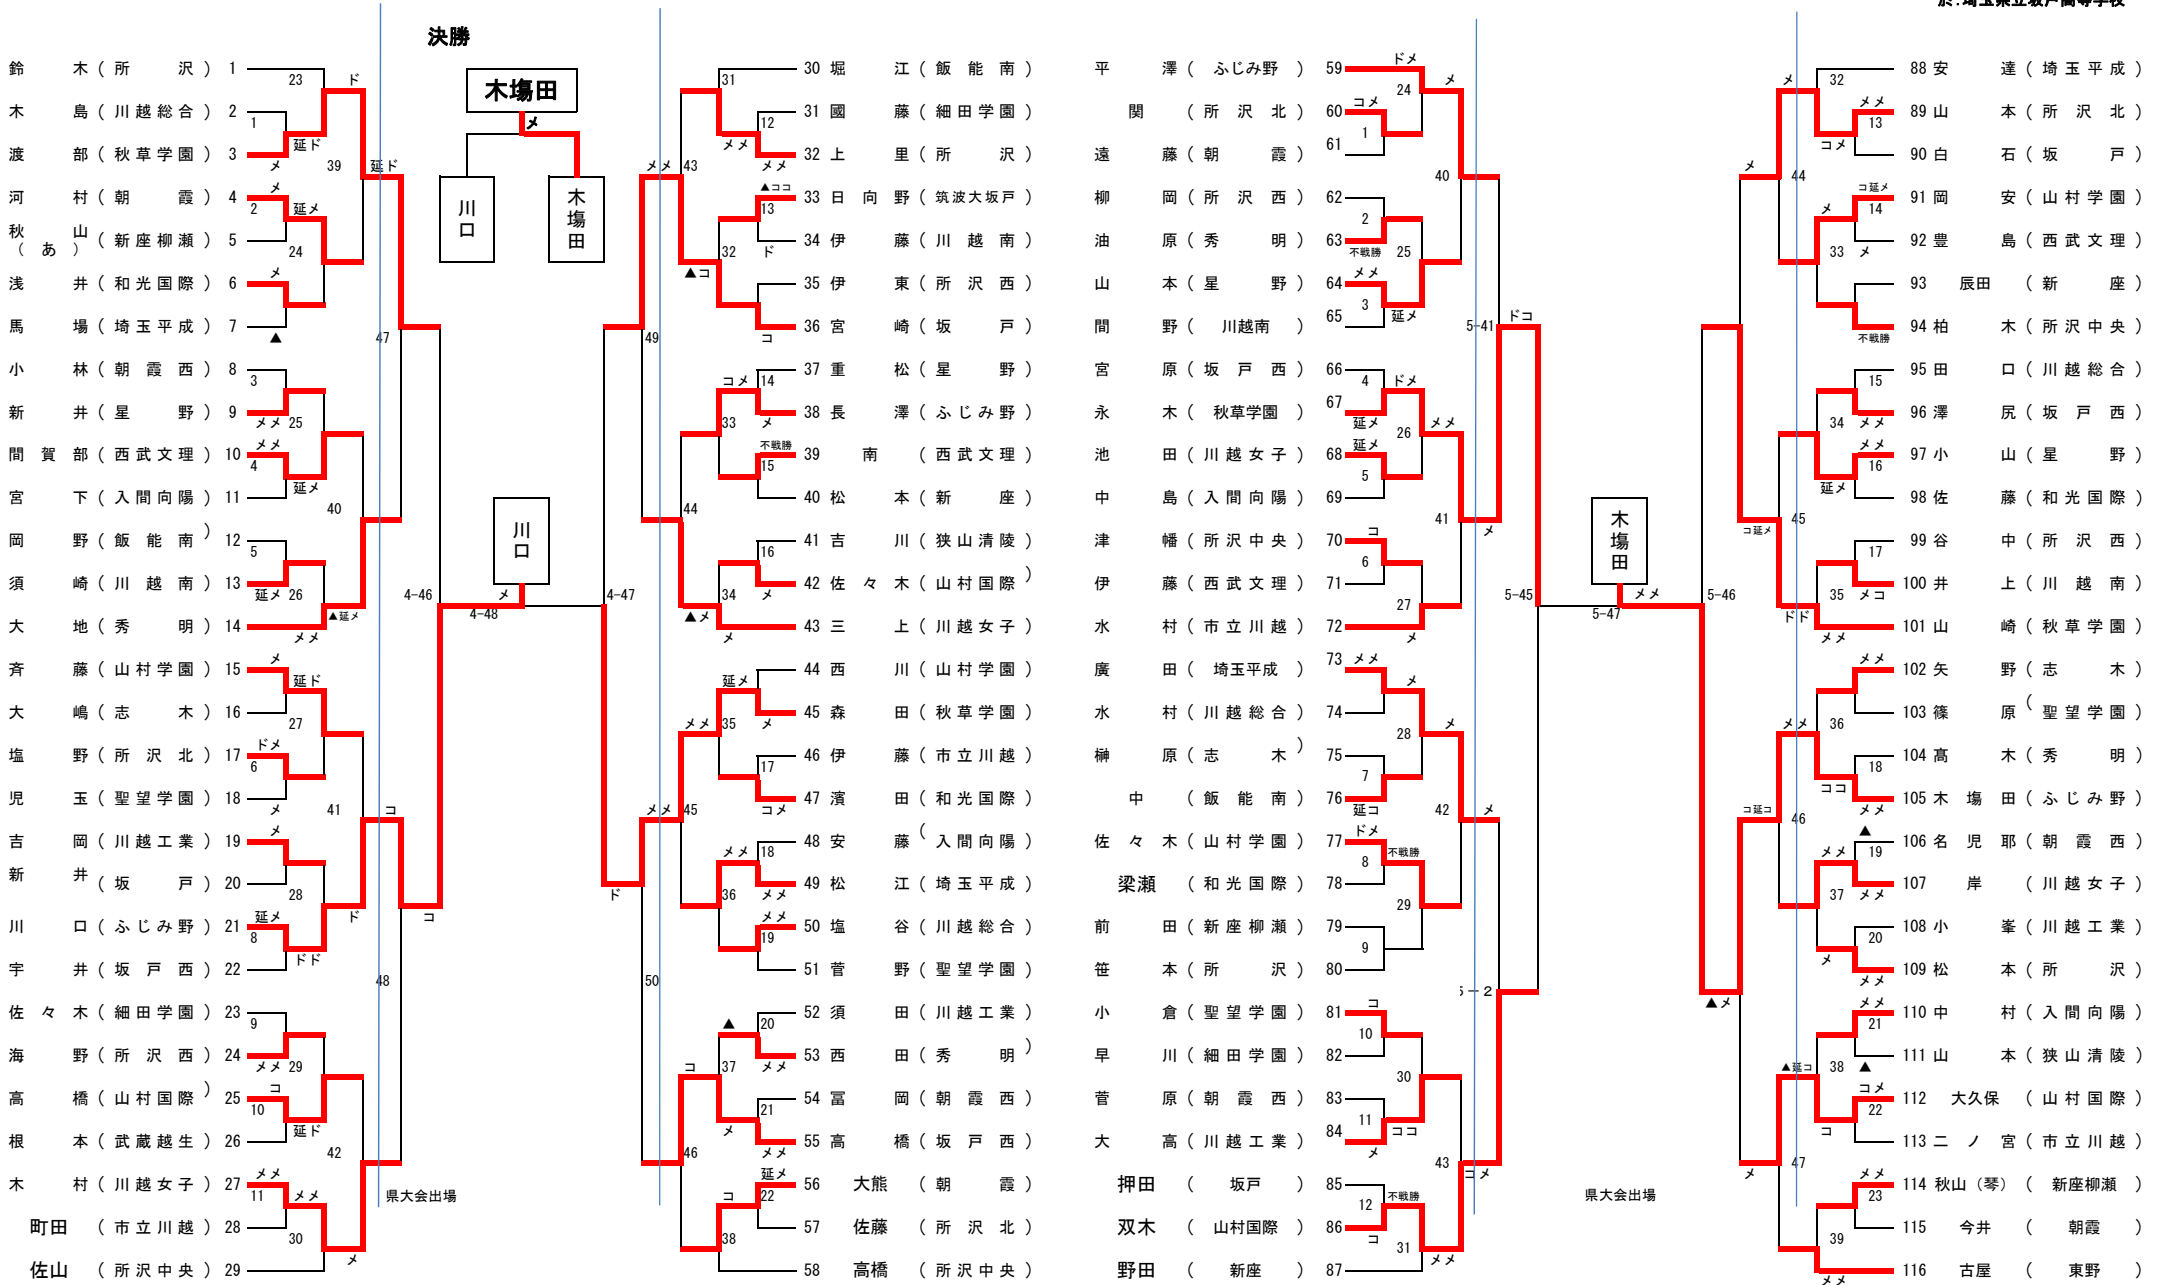 於:埼玉県立坂戸高等学校
決勝
木塲田
メ
川口
木塲田
川口
メ
4-48
4-46
4-47
木塲田
メメ
5-47
5-45
5-46
県大会出場
県大会出場
鈴木(所沢) 1
木島(川越総合) 2
渡部(秋草学園) 3
河村(朝霞) 4
秋山(あ)(新座柳瀬) 5
浅井(和光国際) 6
馬場(埼玉平成) 7
小林(朝霞西) 8
新井(星野) 9
間賀部(西武文理) 10
宮下(入間向陽) 11
岡野(飯能南) 12
須崎(川越南) 13
大地(秀明) 14
斉藤(山村学園) 15
大嶋(志木) 16
塩野(所沢北) 17
児玉(聖望学園) 18
吉岡(川越工業) 19
新井(坂戸) 20
川口(ふじみ野) 21
宇井(坂戸西) 22
佐々木(細田学園) 23
海野(所沢西) 24
高橋(山村国際) 25
根本(武蔵越生) 26
木村(川越女子) 27
町田(市立川越) 28
佐山(所沢中央) 29
30 堀江(飯能南)
31 國藤(細田学園)
32 上里(所沢)
33 日向野(筑波大坂戸)
34 伊藤(川越南)
35 伊東(所沢西)
36 宮崎(坂戸)
37 重松(星野)
38 長澤(ふじみ野)
39 南(西武文理)
40 松本(新座)
41 吉川(狭山清陵)
42 佐々木(山村国際)
43 三上(川越女子)
44 西川(山村学園)
45 森田(秋草学園)
46 伊藤(市立川越)
47 濱田(和光国際)
48 安藤(入間向陽)
49 松江(埼玉平成)
50 塩谷(川越総合)
51 菅野(聖望学園)
52 須田(川越工業)
53 西田(秀明)
54 冨岡(朝霞西)
55 高橋(坂戸西)
56 大熊(朝霞)
57 佐藤(所沢北)
58 高橋(所沢中央)
平澤(ふじみ野) 59
関(所沢北) 60
遠藤(朝霞) 61
柳岡(所沢西) 62
油原(秀明) 63
山本(星野) 64
間野(川越南) 65
宮原(坂戸西) 66
永木(秋草学園) 67
池田(川越女子) 68
中島(入間向陽) 69
津幡(所沢中央) 70
伊藤(西武文理) 71
水村(市立川越) 72
廣田(埼玉平成) 73
水村(川越総合) 74
榊原(志木) 75
中(飯能南) 76
佐々木(山村学園) 77
梁瀬(和光国際) 78
前田(新座柳瀬) 79
笹本(所沢) 80
小倉(聖望学園) 81
早川(細田学園) 82
菅原(朝霞西) 83
大高(川越工業) 84
押田(坂戸) 85
双木(山村国際) 86
野田(新座) 87
88 安達(埼玉平成)
89 山本(所沢北)
90 白石(坂戸)
91 岡安(山村学園)
92 豊島(西武文理)
93 辰田(新座)
94 柏木(所沢中央)
95 田口(川越総合)
96 澤尻(坂戸西)
97 小山(星野)
98 佐藤(和光国際)
99 谷中(所沢西)
100 井上(川越南)
101 山崎(秋草学園)
102 矢野(志木)
103 篠原(聖望学園)
104 髙木(秀明)
105 木塲田(ふじみ野)
106 名児耶(朝霞西)
107 岸(川越女子)
108 小峯(川越工業)
109 松本(所沢)
110 中村(入間向陽)
111 山本(狭山清陵)
112 大久保(山村国際)
113 二ノ宮(市立川越)
114 秋山(琴)(新座柳瀬)
115 今井(朝霞)
116 古屋(東野)